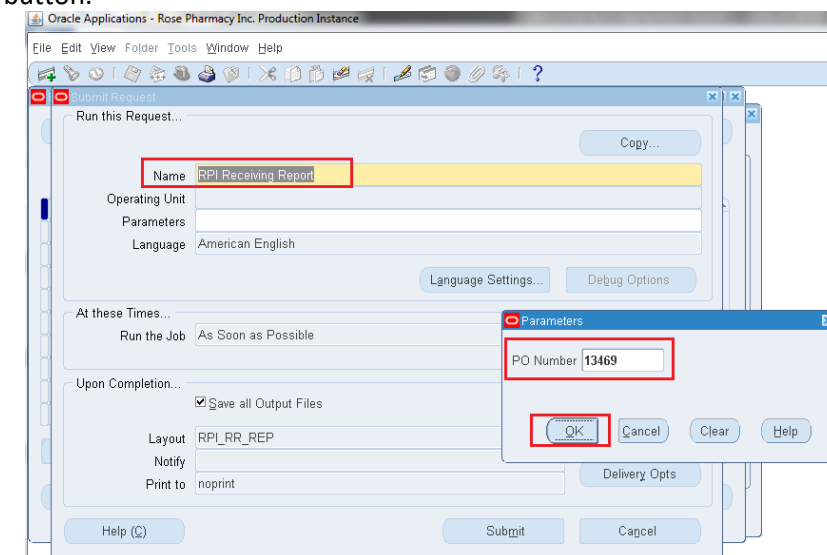 button.
Oracle Applications - Rose Pharmacy Inc. Production Instance
File Edit View Folder Tools Window Help
Submit Request
Run this Request...
Copy...
Name RPI Receiving Report
Operating Unit
Parameters
Language American English
Language Settings... Debug Options
At these Times...
Run the Job As Soon as Possible
Parameters
PO Number 13469
OK Cancel Clear Help
Upon Completion...
Save all Output Files
Layout RPI_RR_REP
Notify
Delivery Opts
Print to noprint
Help (C) Submit Cancel